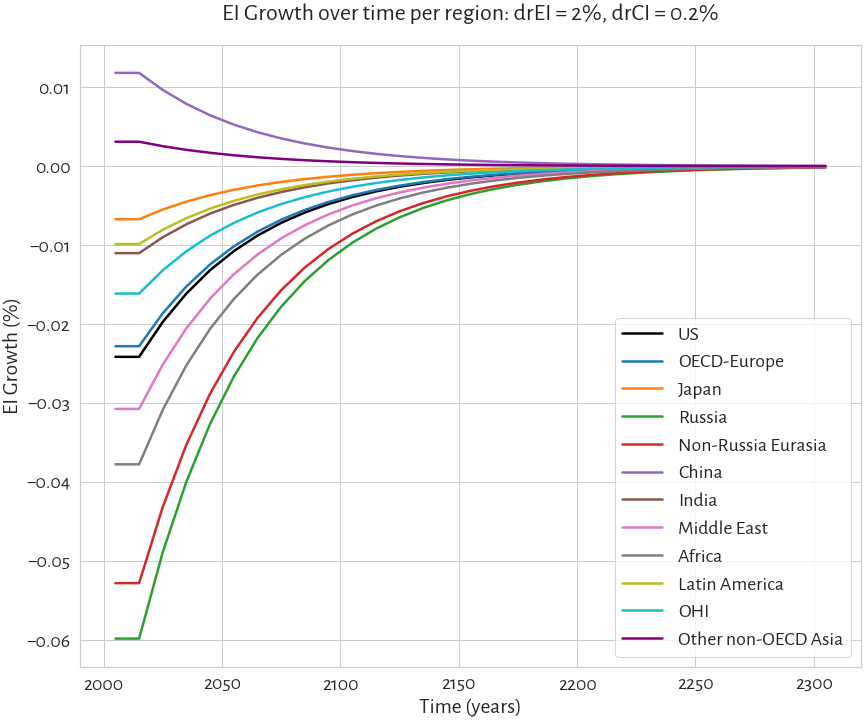 EI Growth over time per region: drEI = 2%, drCI = 0.2%
EI Growth (%)
0.01
0.00
−0.01
−0.02
−0.03
−0.04
−0.05
−0.06
US
OECD-Europe
Japan
Russia
Non-Russia Eurasia
China
India
Middle East
Africa
Latin America
OHI
Other non-OECD Asia
2000 2050 2100 2150 2200 2250 2300
Time (years)